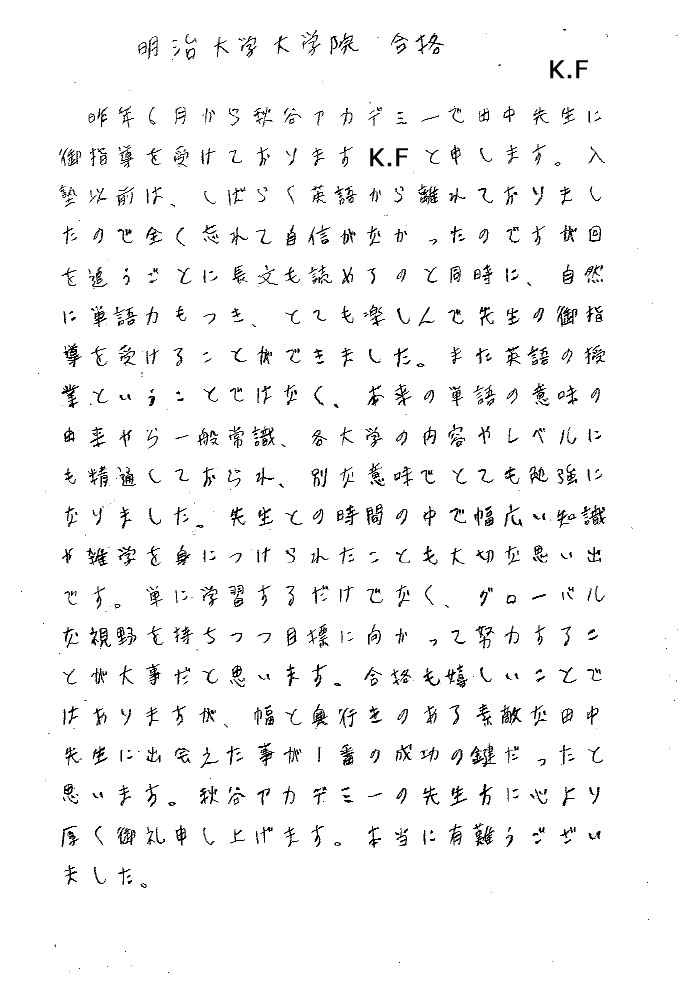 明治大学大学院 合格
K.F
昨年6月から秋谷アカデミーで田中先生に
御指導を受けております K.F と申します。入
塾以前は、しばらく英語から離れておりまし
たので全く忘れて自信がなかったのですが回
を追うごとに長文も読めるのと同時に、自然
に単語力もつき、とても楽しんで先生の御指
導を受けることができました。また英語の授
業ということではなく、本来の単語の意味の
由来やら一般常識、各大学の内容やレベルに
も精通しておられ、別な意味でとても勉強に
なりました。先生との時間の中で幅広い知識
や雑学を身につけられたことも大切な思い出
です。単に学習するだけでなく、グローバル
な視野を持ちつつ目標に向かって努力するこ
とが大事だと思います。合格も嬉しいことで
はありますが、幅と奥行きのある素敵な田中
先生に出会えた事が1番の成功の鍵だったと
思います。秋谷アカデミーの先生方に心より
厚く御礼申し上げます。本当に有難うござい
ました。